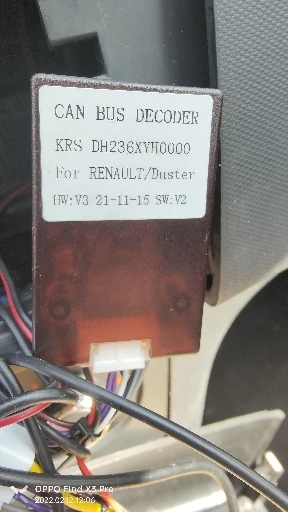 CAN BUS DECODER
KRS DH236XYH0000
For RENAULT/Duster
HW:V3 21-11-15 SW:V2
OPPO Find X3 Pro
2022.02.12 12:06